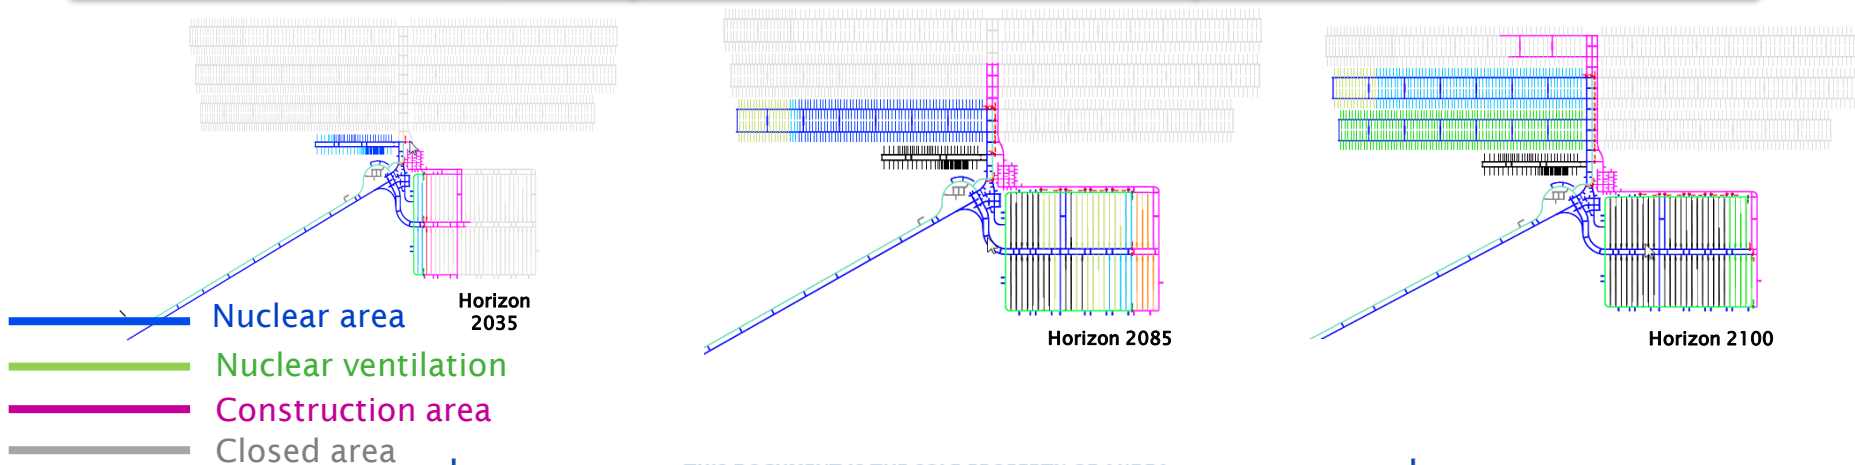 Horizon
2035
Horizon 2085
Horizon 2100
Nuclear area
Nuclear ventilation
Construction area
Closed area